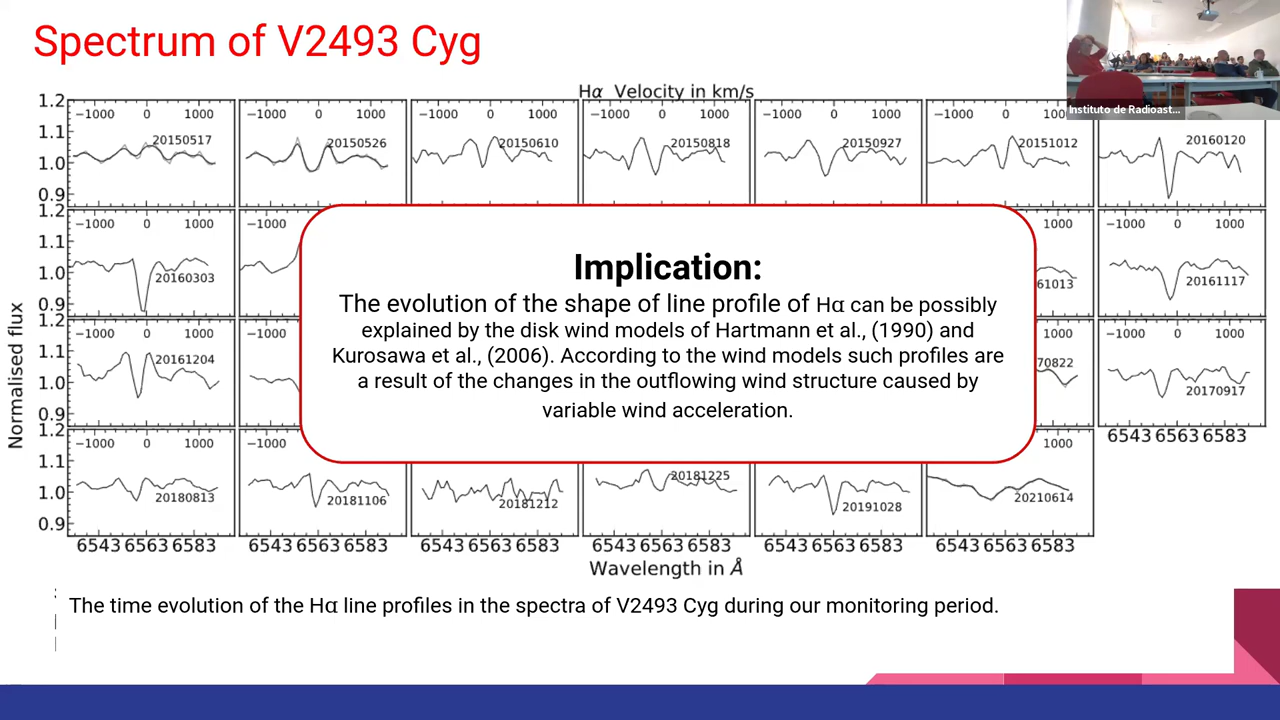 Spectrum of V2493 Cyg
Instituto de Radioast...
Hα Velocity in km/s
1.2 −1000 0 1000 −1000 0 1000 −1000 0 1000 −1000 0 1000 −1000 0 1000 −1000 0 1000 −1000 0 1000
1.1 20150517 20150526 20150610 20150818 20150927 20151012 20160120
1.0
0.9
1.2 −1000 0 1000 −1000 −1000 0 1000
1.1
1.0 20160303 61013 20161117
0.9
Implication:
The evolution of the shape of line profile of Hα can be possibly
explained by the disk wind models of Hartmann et al., (1990) and
Kurosawa et al., (2006). According to the wind models such profiles are
a result of the changes in the outflowing wind structure caused by
variable wind acceleration.
Normalised flux
1.2
1.1 20161204 70822
1.0 20170917
0.9
6543 6563 6583
1.2 −1000 0 1000 −1000 1000
1.1 20181225
1.0 20180813 20181106 20181212 20191028 20210614
0.9
6543 6563 6583 6543 6563 6583 6543 6563 6583 6543 6563 6583 6543 6563 6583 6543 6563 6583
Wavelength in Å
The time evolution of the Hα line profiles in the spectra of V2493 Cyg during our monitoring period.